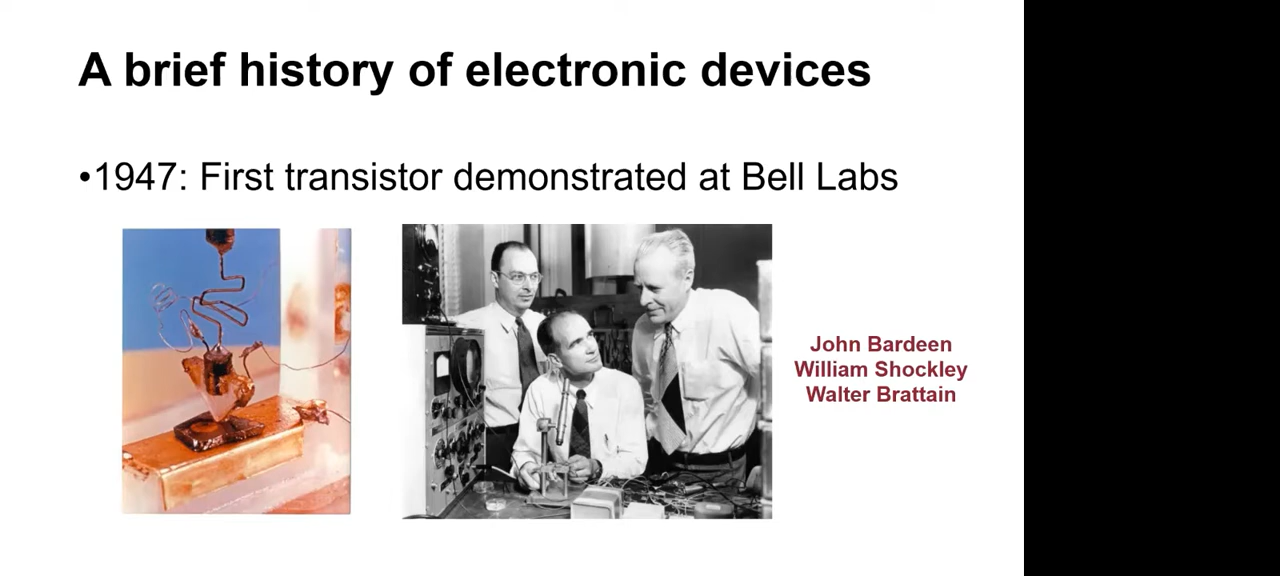 A brief history of electronic devices
•1947: First transistor demonstrated at Bell Labs
John Bardeen
William Shockley
Walter Brattain